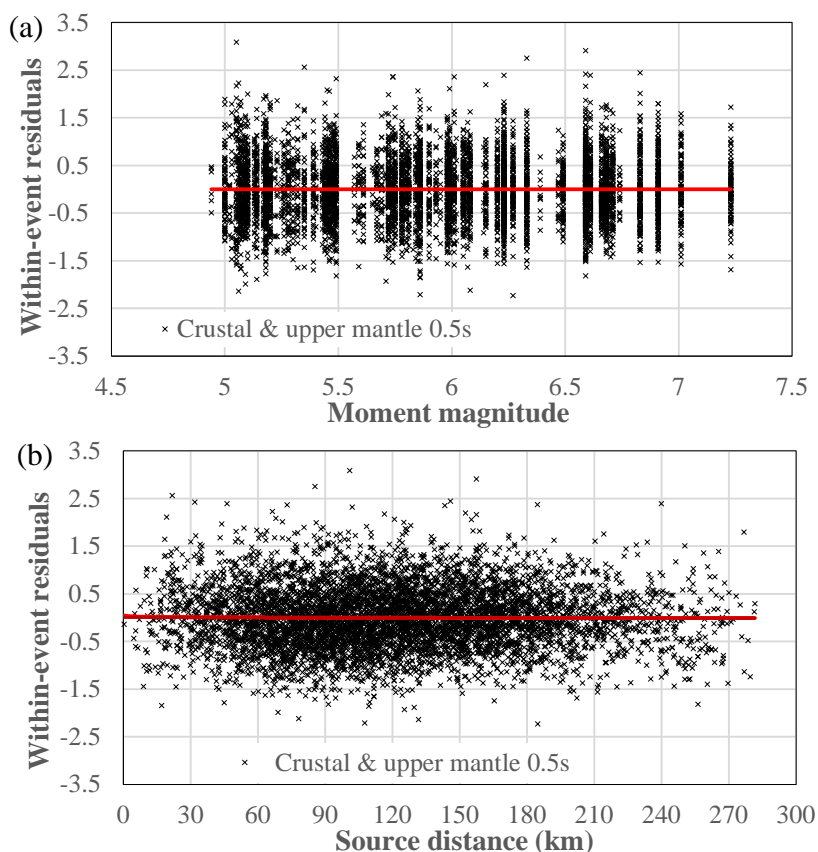 (a)
3.5
2.5
1.5
0.5
-0.5
-1.5
-2.5
-3.5
Within-event residuals
Crustal & upper mantle 0.5s
4.5 5 5.5 6 6.5 7 7.5
Moment magnitude
(b)
3.5
2.5
1.5
0.5
-0.5
-1.5
-2.5
-3.5
Within-event residuals
Crustal & upper mantle 0.5s
0 30 60 90 120 150 180 210 240 270 300
Source distance (km)